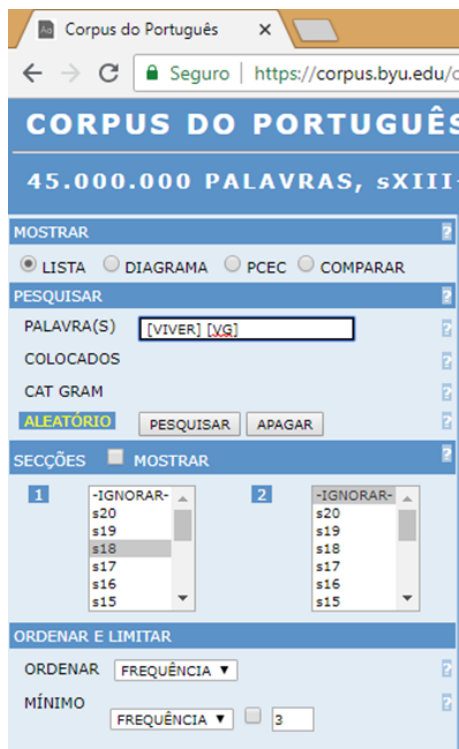 Corpus do Português
Seguro | https://corpus.byu.edu/c
CORPUS DO PORTUGUÊS
45.000.000 PALAVRAS, sXIII-
MOSTRAR ?
LISTA DIAGRAMA PCEC COMPARAR
PESQUISAR ?
PALAVRA(S) [VIVER] [VG] ?
COLOCADOS ?
CAT GRAM ?
ALEATÓRIO PESQUISAR APAGAR ?
SECÇÕES MOSTRAR ?
1 -IGNORAR- 2 -IGNORAR-
s20 s20
s19 s19
s18 s18
s17 s17
s16 s16
s15 s15
ORDENAR E LIMITAR
ORDENAR FREQUÊNCIA ?
MÍNIMO ?
FREQUÊNCIA 3